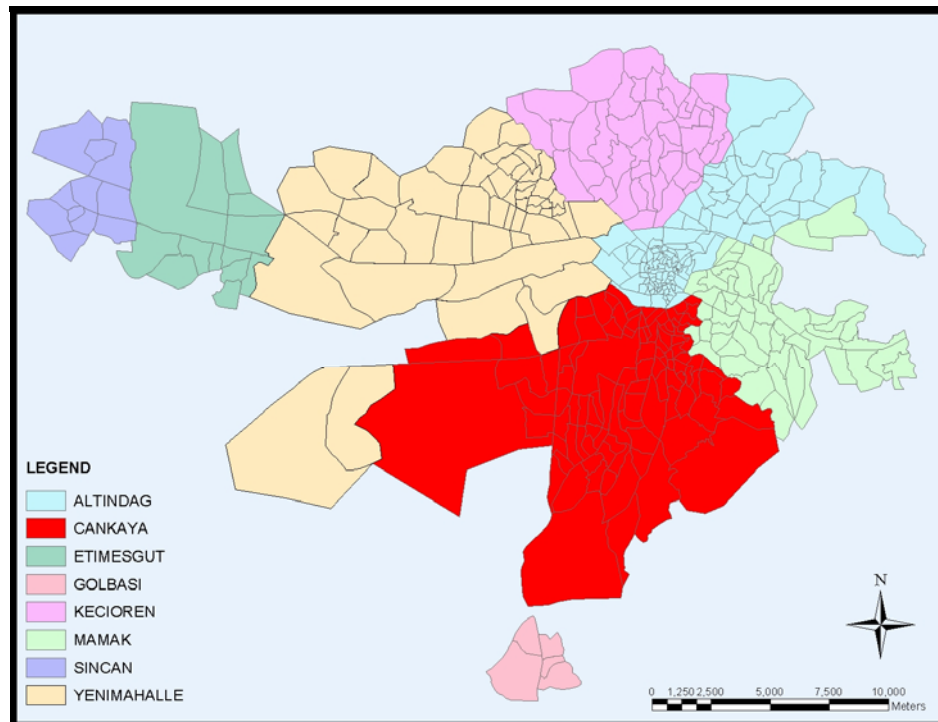 LEGEND
ALTINDAG
CANKAYA
ETIMESGUT
GOLBASI
KECIOREN
MAMAK
SINCAN
YENIMAHALLE
N
0 1,250 2,500 5,000 7,500 10,000
Meters